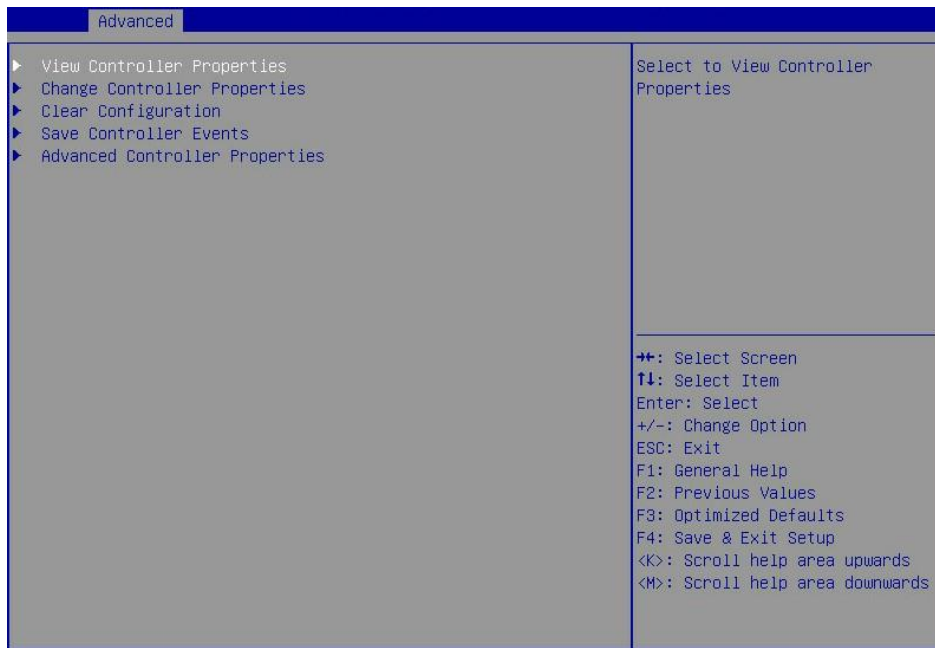 Advanced
View Controller Properties
Change Controller Properties
Clear Configuration
Save Controller Events
Advanced Controller Properties
Select to View Controller
Properties
→←: Select Screen
↑↓: Select Item
Enter: Select
+/-: Change Option
ESC: Exit
F1: General Help
F2: Previous Values
F3: Optimized Defaults
F4: Save & Exit Setup
<K>: Scroll help area upwards
<M>: Scroll help area downwards